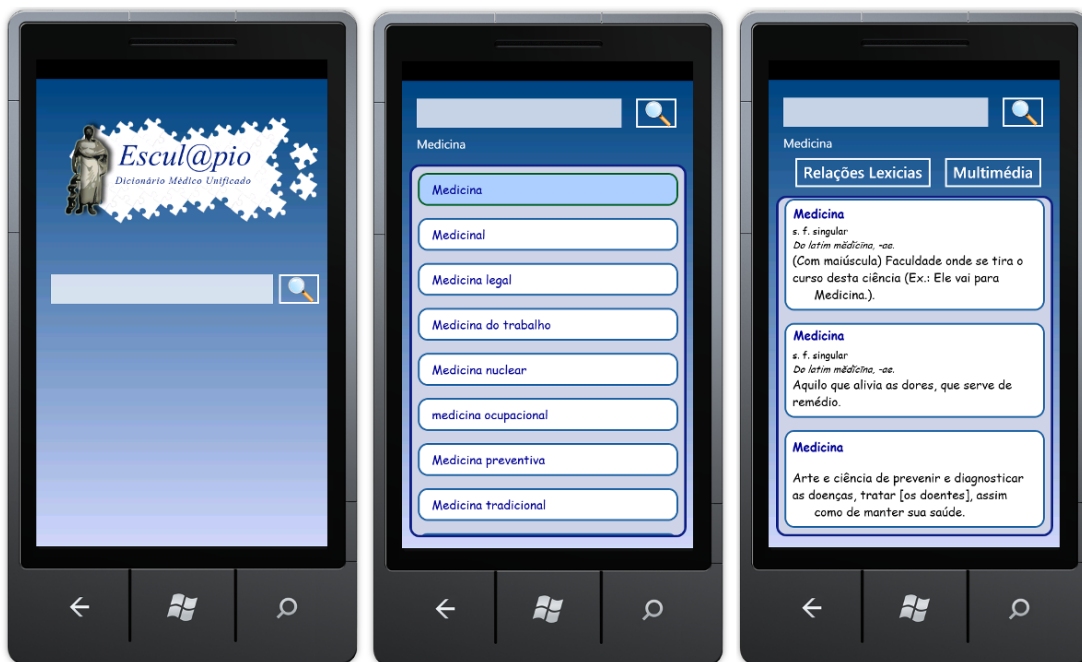 Escul@pio
Dicionário Médico Unificado
Medicina
Medicina
Medicinal
Medicina legal
Medicina do trabalho
Medicina nuclear
medicina ocupacional
Medicina preventiva
Medicina tradicional
Medicina
Relações Lexicias
Multimédia
Medicina
s. f. singular
Do latim mĕdĭcīna, -ae.
(Com maiúscula) Faculdade onde se tira o
curso desta ciência (Ex.: Ele vai para
Medicina.).
Medicina
s. f. singular
Do latim mĕdĭcīna, -ae.
Aquilo que alivia as dores, que serve de
remédio.
Medicina
Arte e ciência de prevenir e diagnosticar
as doenças, tratar [os doentes], assim
como de manter sua saúde.